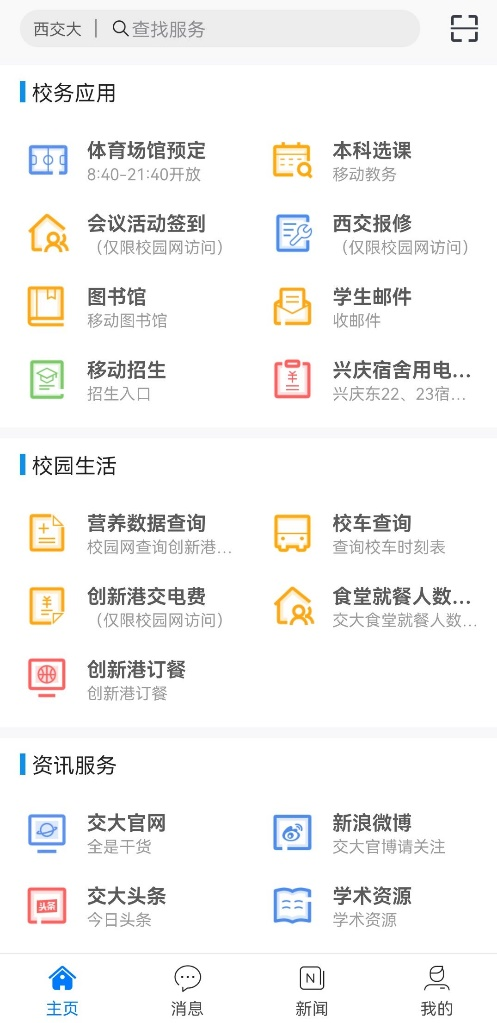 西交大 | 查找服务
校务应用
体育场馆预定
8:40-21:40开放
本科选课
移动教务
会议活动签到
（仅限校园网访问）
西交报修
（仅限校园网访问）
图书馆
移动图书馆
学生邮件
收邮件
移动招生
招生入口
兴庆宿舍用电...
兴庆东22、23宿...
校园生活
营养数据查询
校园网查询创新港...
校车查询
查询校车时刻表
创新港交电费
（仅限校园网访问）
食堂就餐人数...
交大食堂就餐人数...
创新港订餐
创新港订餐
资讯服务
交大官网
全是干货
新浪微博
交大官博请关注
头条
交大头条
今日头条
学术资源
学术资源
主页
消息
N
新闻
我的